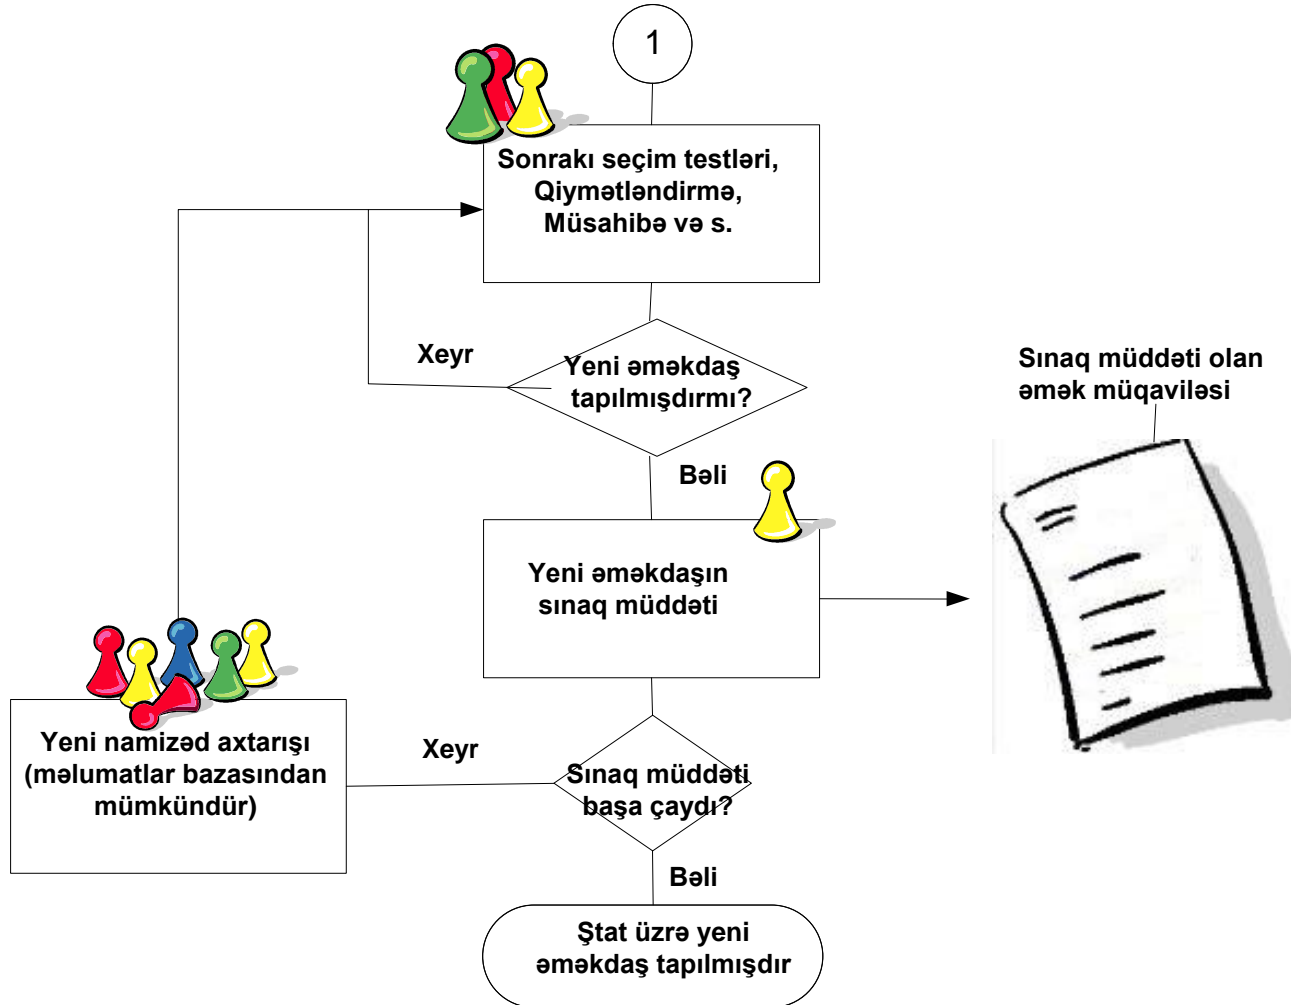 1
Sonrakı seçim testləri,
Qiymətləndirmə,
Müsahibə və s.
Xeyr
Yeni əməkdaş
tapılmışdırmı?
Sınaq müddəti olan
əmək müqaviləsi
Bəli
Yeni əməkdaşın
sınaq müddəti
Yeni namizəd axtarışı
(məlumatlar bazasından
mümkündür)
Xeyr
Sınaq müddəti
başa çaydı?
Bəli
Ştat üzrə yeni
əməkdaş tapılmışdır